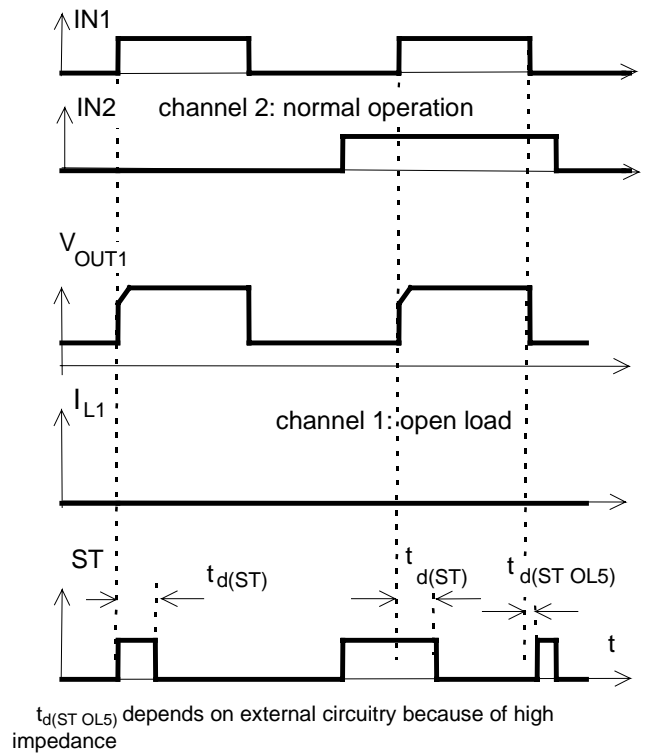 IN1
IN2 channel 2: normal operation
VOUT1
IL1
channel 1: open load
ST
td(ST)
td(ST)
td(ST OL5)
t
td(ST OL5) depends on external circuitry because of high
impedance